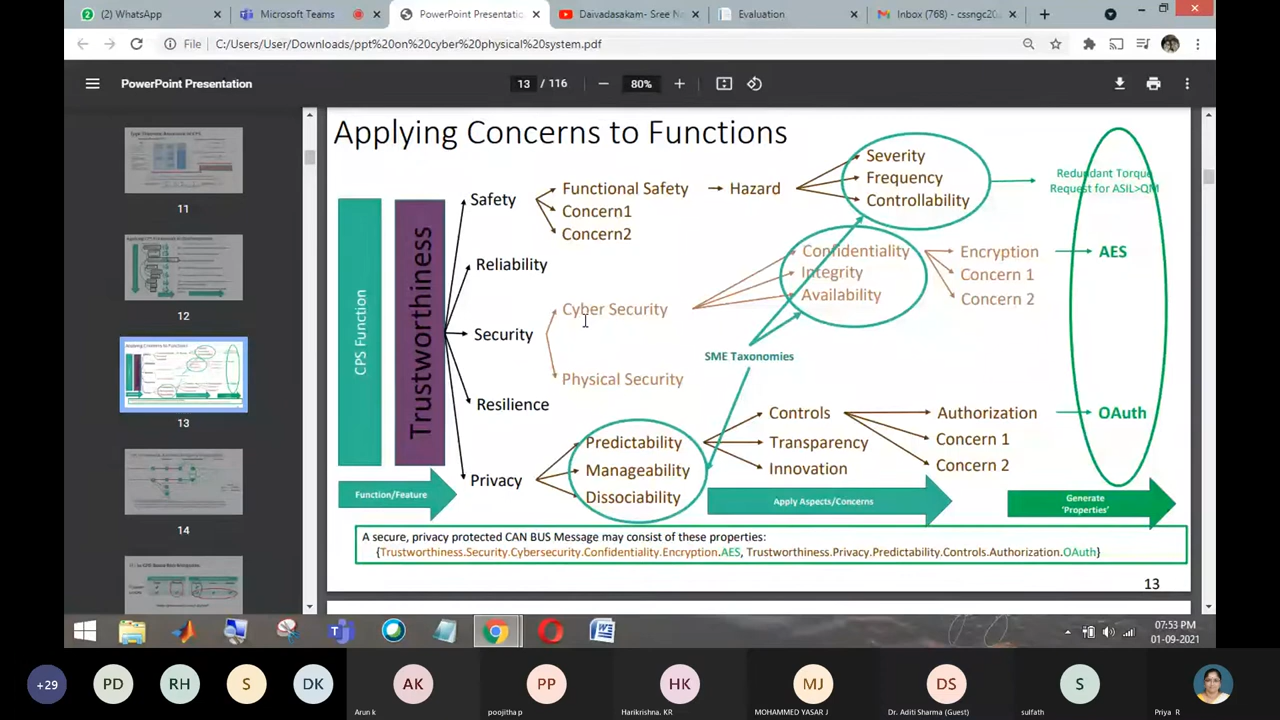 (2) WhatsApp
Microsoft Teams
PowerPoint Presentatio
Daivadasakam- Sree Na
Evaluation
Inbox (768) - cssngc20
File
C:/Users/User/Downloads/ppt%20on%20cyber%20physical%20system.pdf
PowerPoint Presentation
13 / 116
80%
11
12
13
14
Applying Concerns to Functions
CPS Function
Trustworthiness
Safety
Functional Safety
Concern1
Concern2
Hazard
Severity
Frequency
Controllability
Redundant Torque
Request for ASIL>QM
Reliability
Security
Cyber Security
Physical Security
Confidentiality
Integrity
Availability
Encryption
Concern 1
Concern 2
AES
SME Taxonomies
Resilience
Privacy
Predictability
Manageability
Dissociability
Controls
Transparency
Innovation
Authorization
Concern 1
Concern 2
OAuth
Function/Feature
Apply Aspects/Concerns
Generate
'Properties'
A secure, privacy protected CAN BUS Message may consist of these properties:
{Trustworthiness.Security.Cybersecurity.Confidentiality.Encryption.AES, Trustworthiness.Privacy.Predictability.Controls.Authorization.OAuth}
13
07:53 PM
01-09-2021
+29
PD
RH
S
DK
AK
Arun k
PP
poojitha p
HK
Harikrishna. KR
MJ
MOHAMMED YASAR J
DS
Dr. Aditi Sharma (Guest)
S
sulfath
Priya R